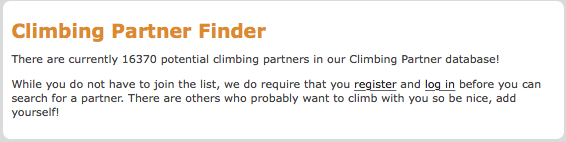 Climbing Partner Finder
There are currently 16370 potential climbing partners in our Climbing Partner database!
While you do not have to join the list, we do require that you register and log in before you can
search for a partner. There are others who probably want to climb with you so be nice, add
yourself!